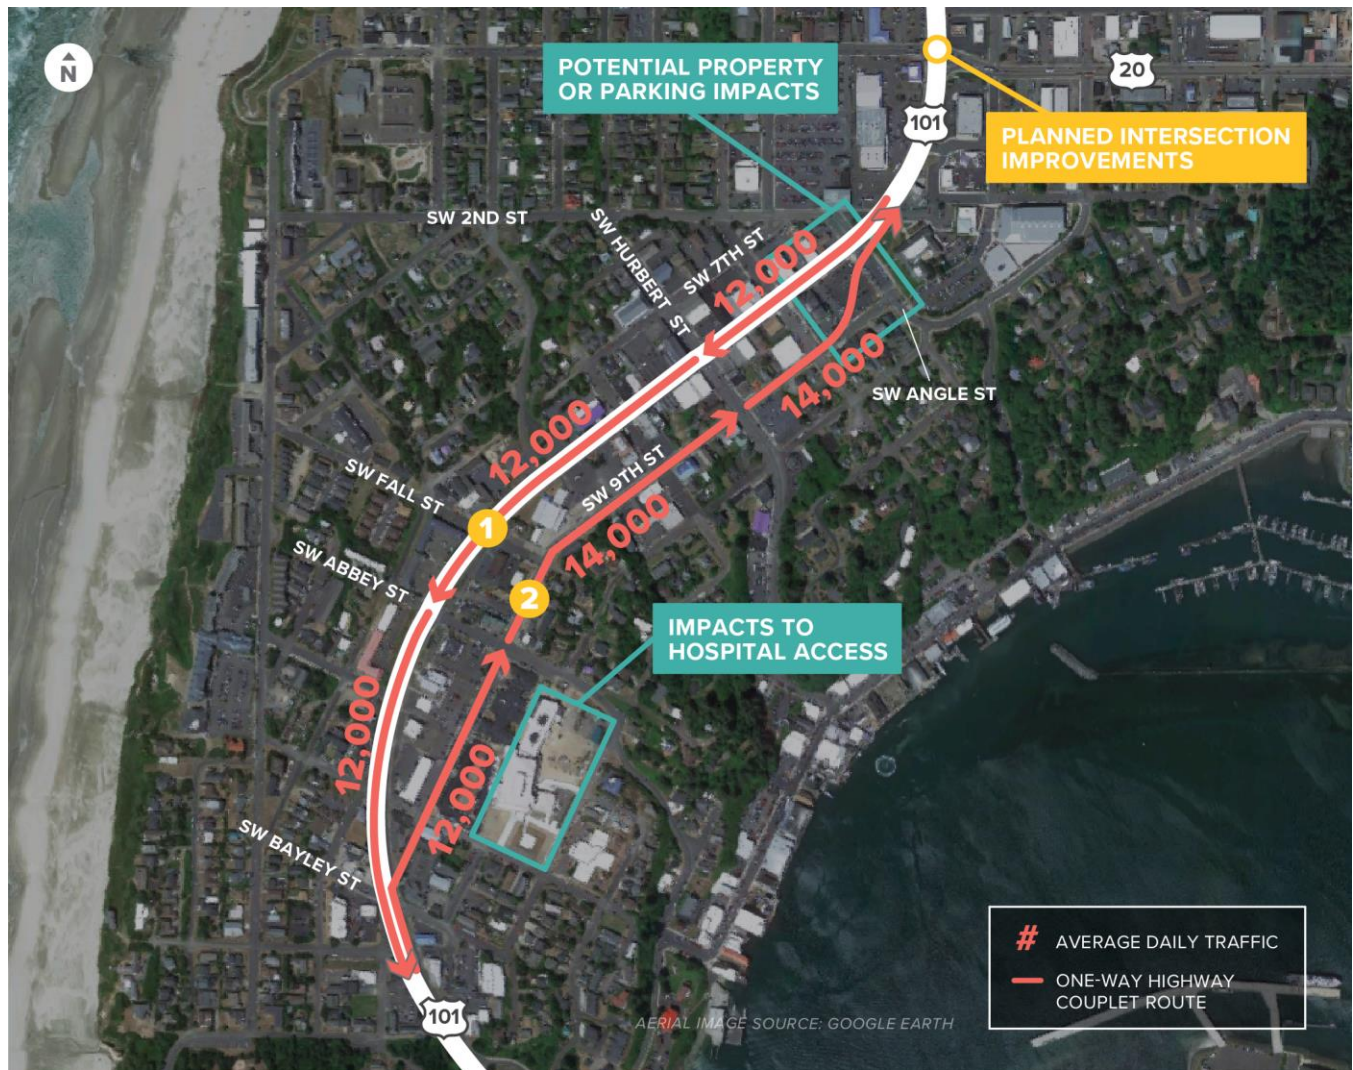 N
POTENTIAL PROPERTY
OR PARKING IMPACTS
20
101
PLANNED INTERSECTION
IMPROVEMENTS
SW 2ND ST
SW HURBERT ST
SW 7TH ST
12,000
14,000
SW ANGLE ST
12,000
SW 9TH ST
14,000
SW FALL ST
1
SW ABBEY ST
2
IMPACTS TO
HOSPITAL ACCESS
12,000
12,000
SW BAYLEY ST
# AVERAGE DAILY TRAFFIC
ONE-WAY HIGHWAY
COUPLET ROUTE
101
AERIAL IMAGE SOURCE: GOOGLE EARTH